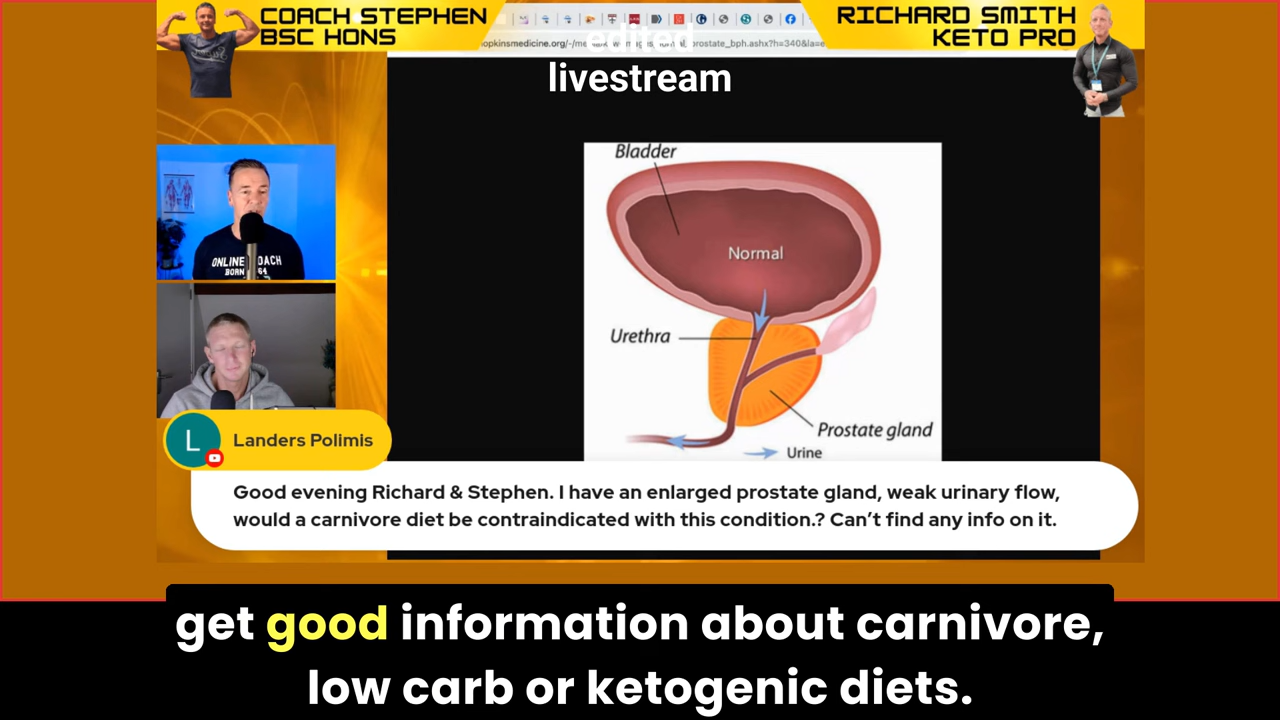 COACH STEPHEN
BSC HONS
RICHARD SMITH
KETO PRO
edited
livestream
Bladder
Normal
Urethra
Prostate gland
Urine
BORN
L
Landers Polimis
Good evening Richard & Stephen. I have an enlarged prostate gland, weak urinary flow,
would a carnivore diet be contraindicated with this condition.? Can't find any info on it.
get good information about carnivore,
low carb or ketogenic diets.